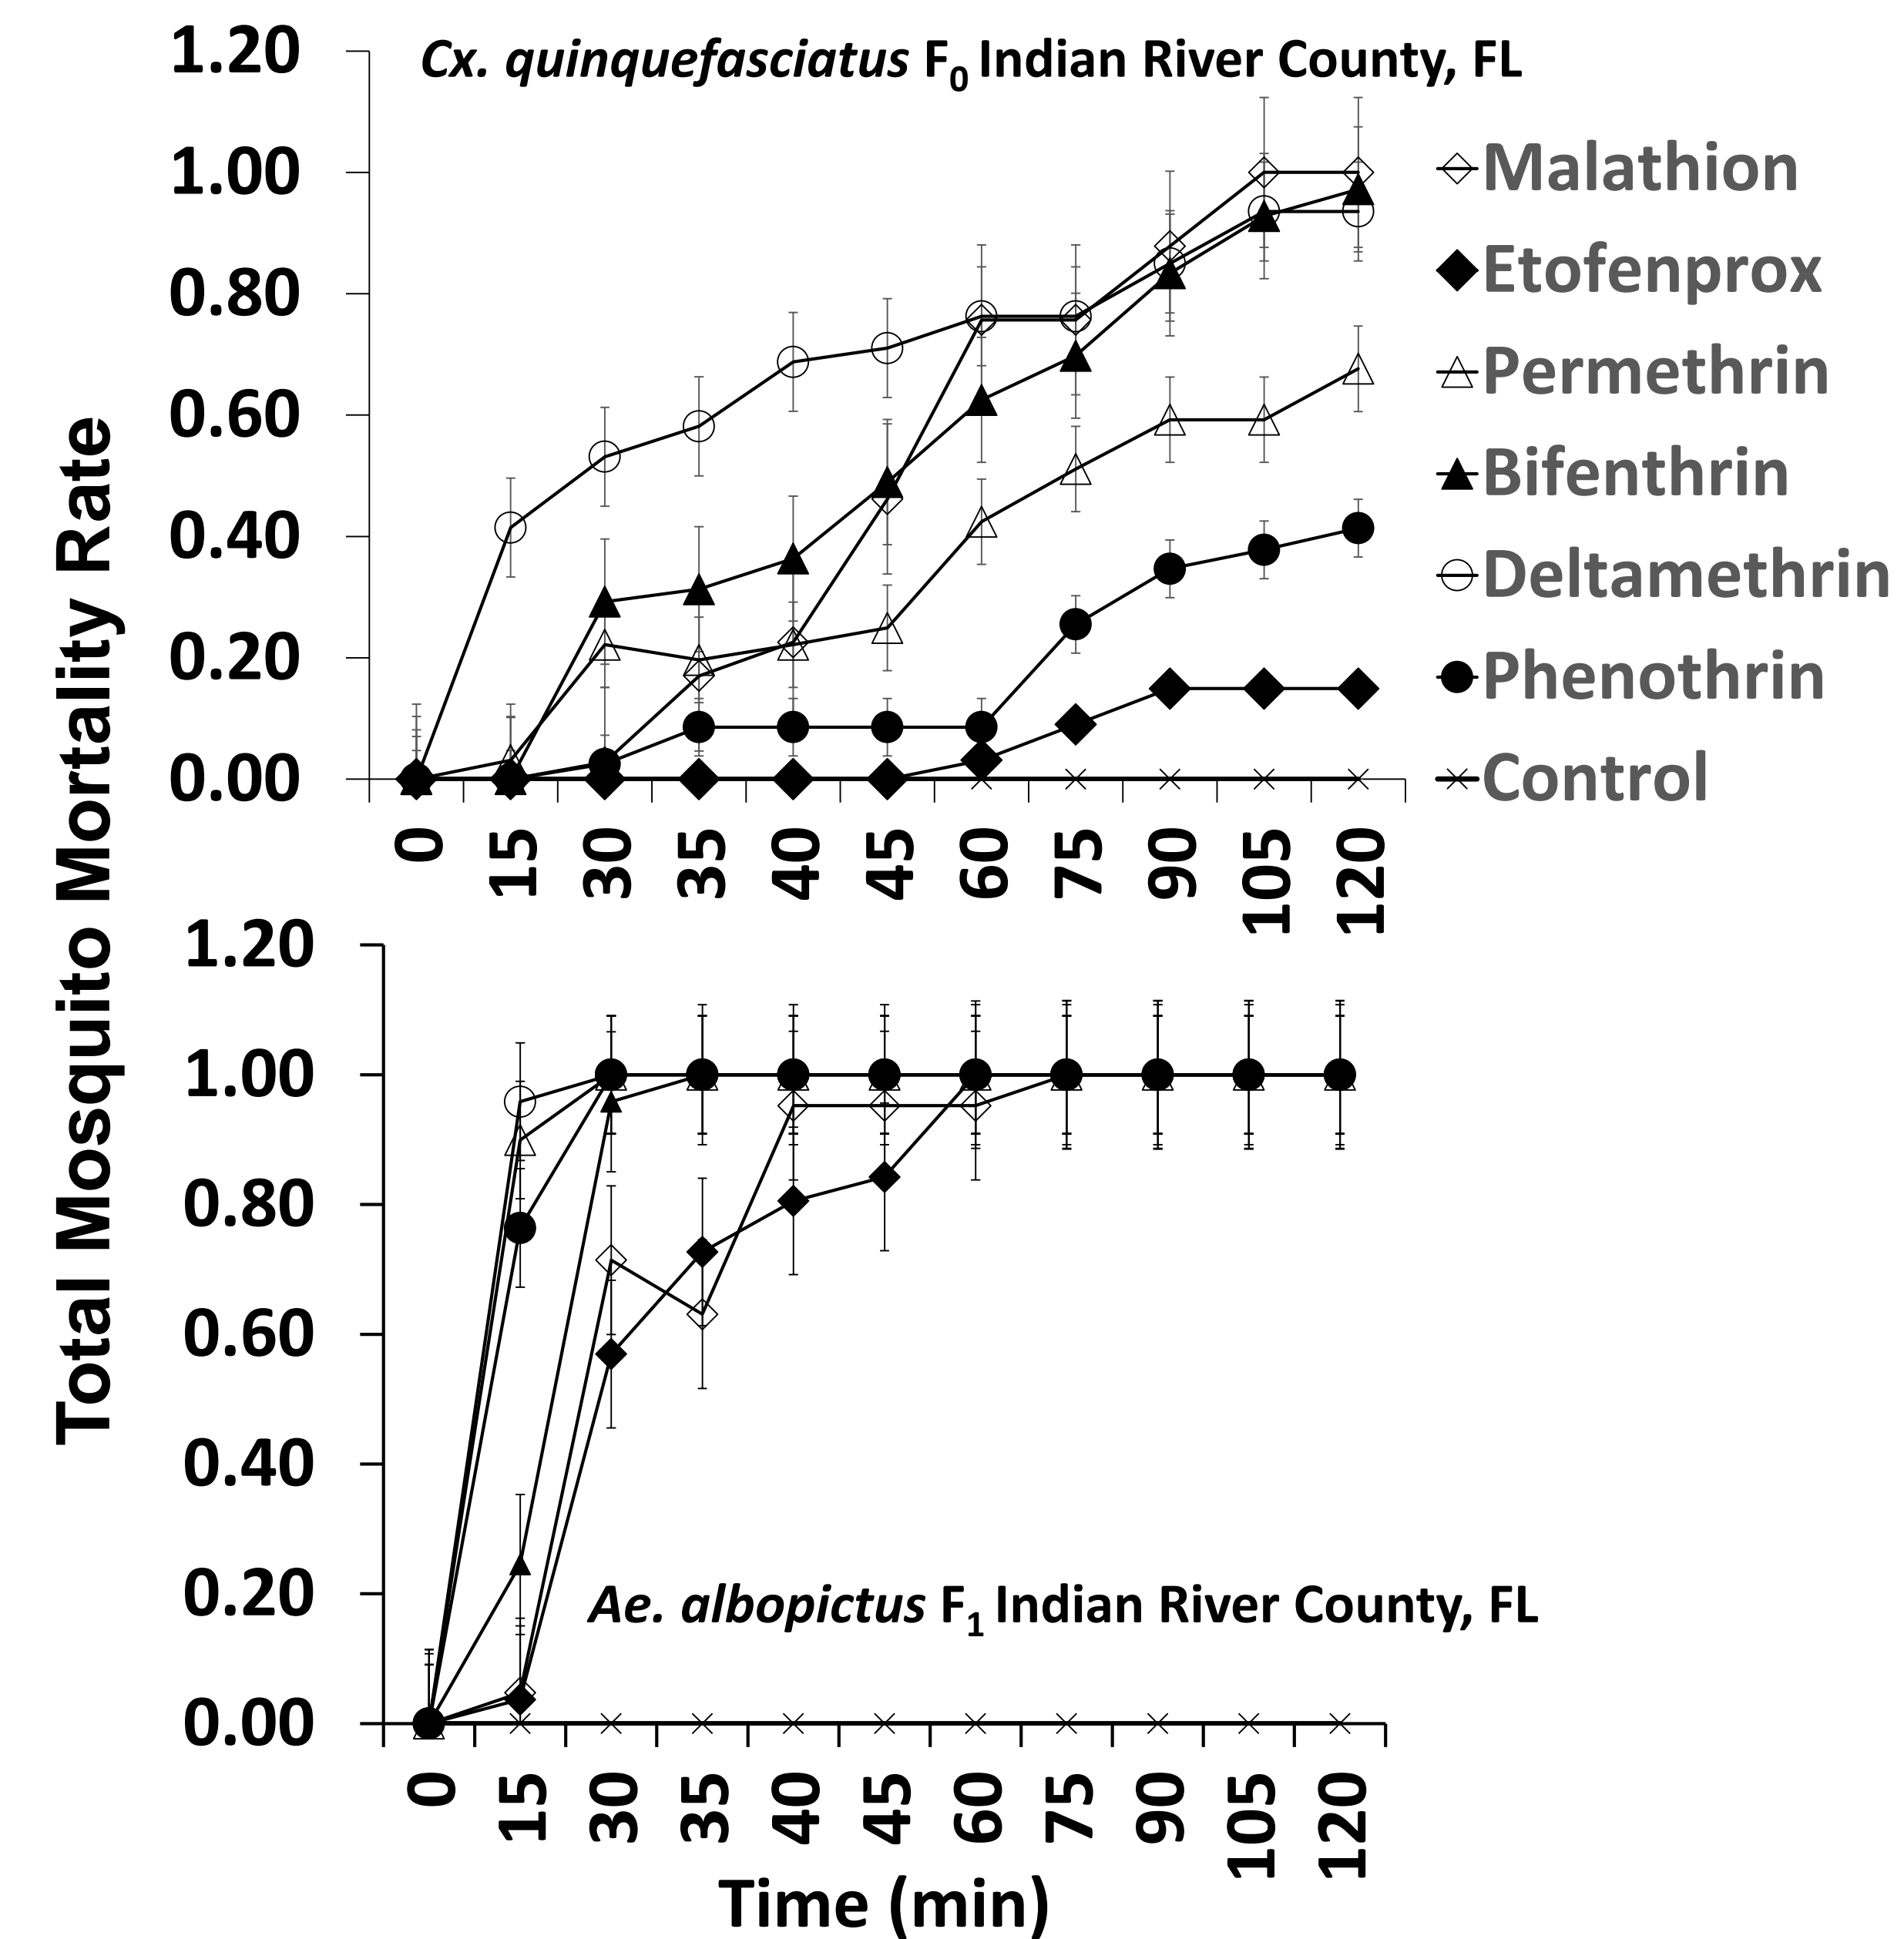 Total Mosquito Mortality Rate
Cx. quinquefasciatus F0 Indian River County, FL
1.20
1.00
0.80
0.60
0.40
0.20
0.00
0 15 30 35 40 45 60 75 90 105 120
Malathion
Etofenprox
Permethrin
Bifenthrin
Deltamethrin
Phenothrin
Control
1.20
1.00
0.80
0.60
0.40
0.20
0.00
Ae. albopictus F1 Indian River County, FL
0 15 30 35 40 45 60 75 90 105 120
Time (min)